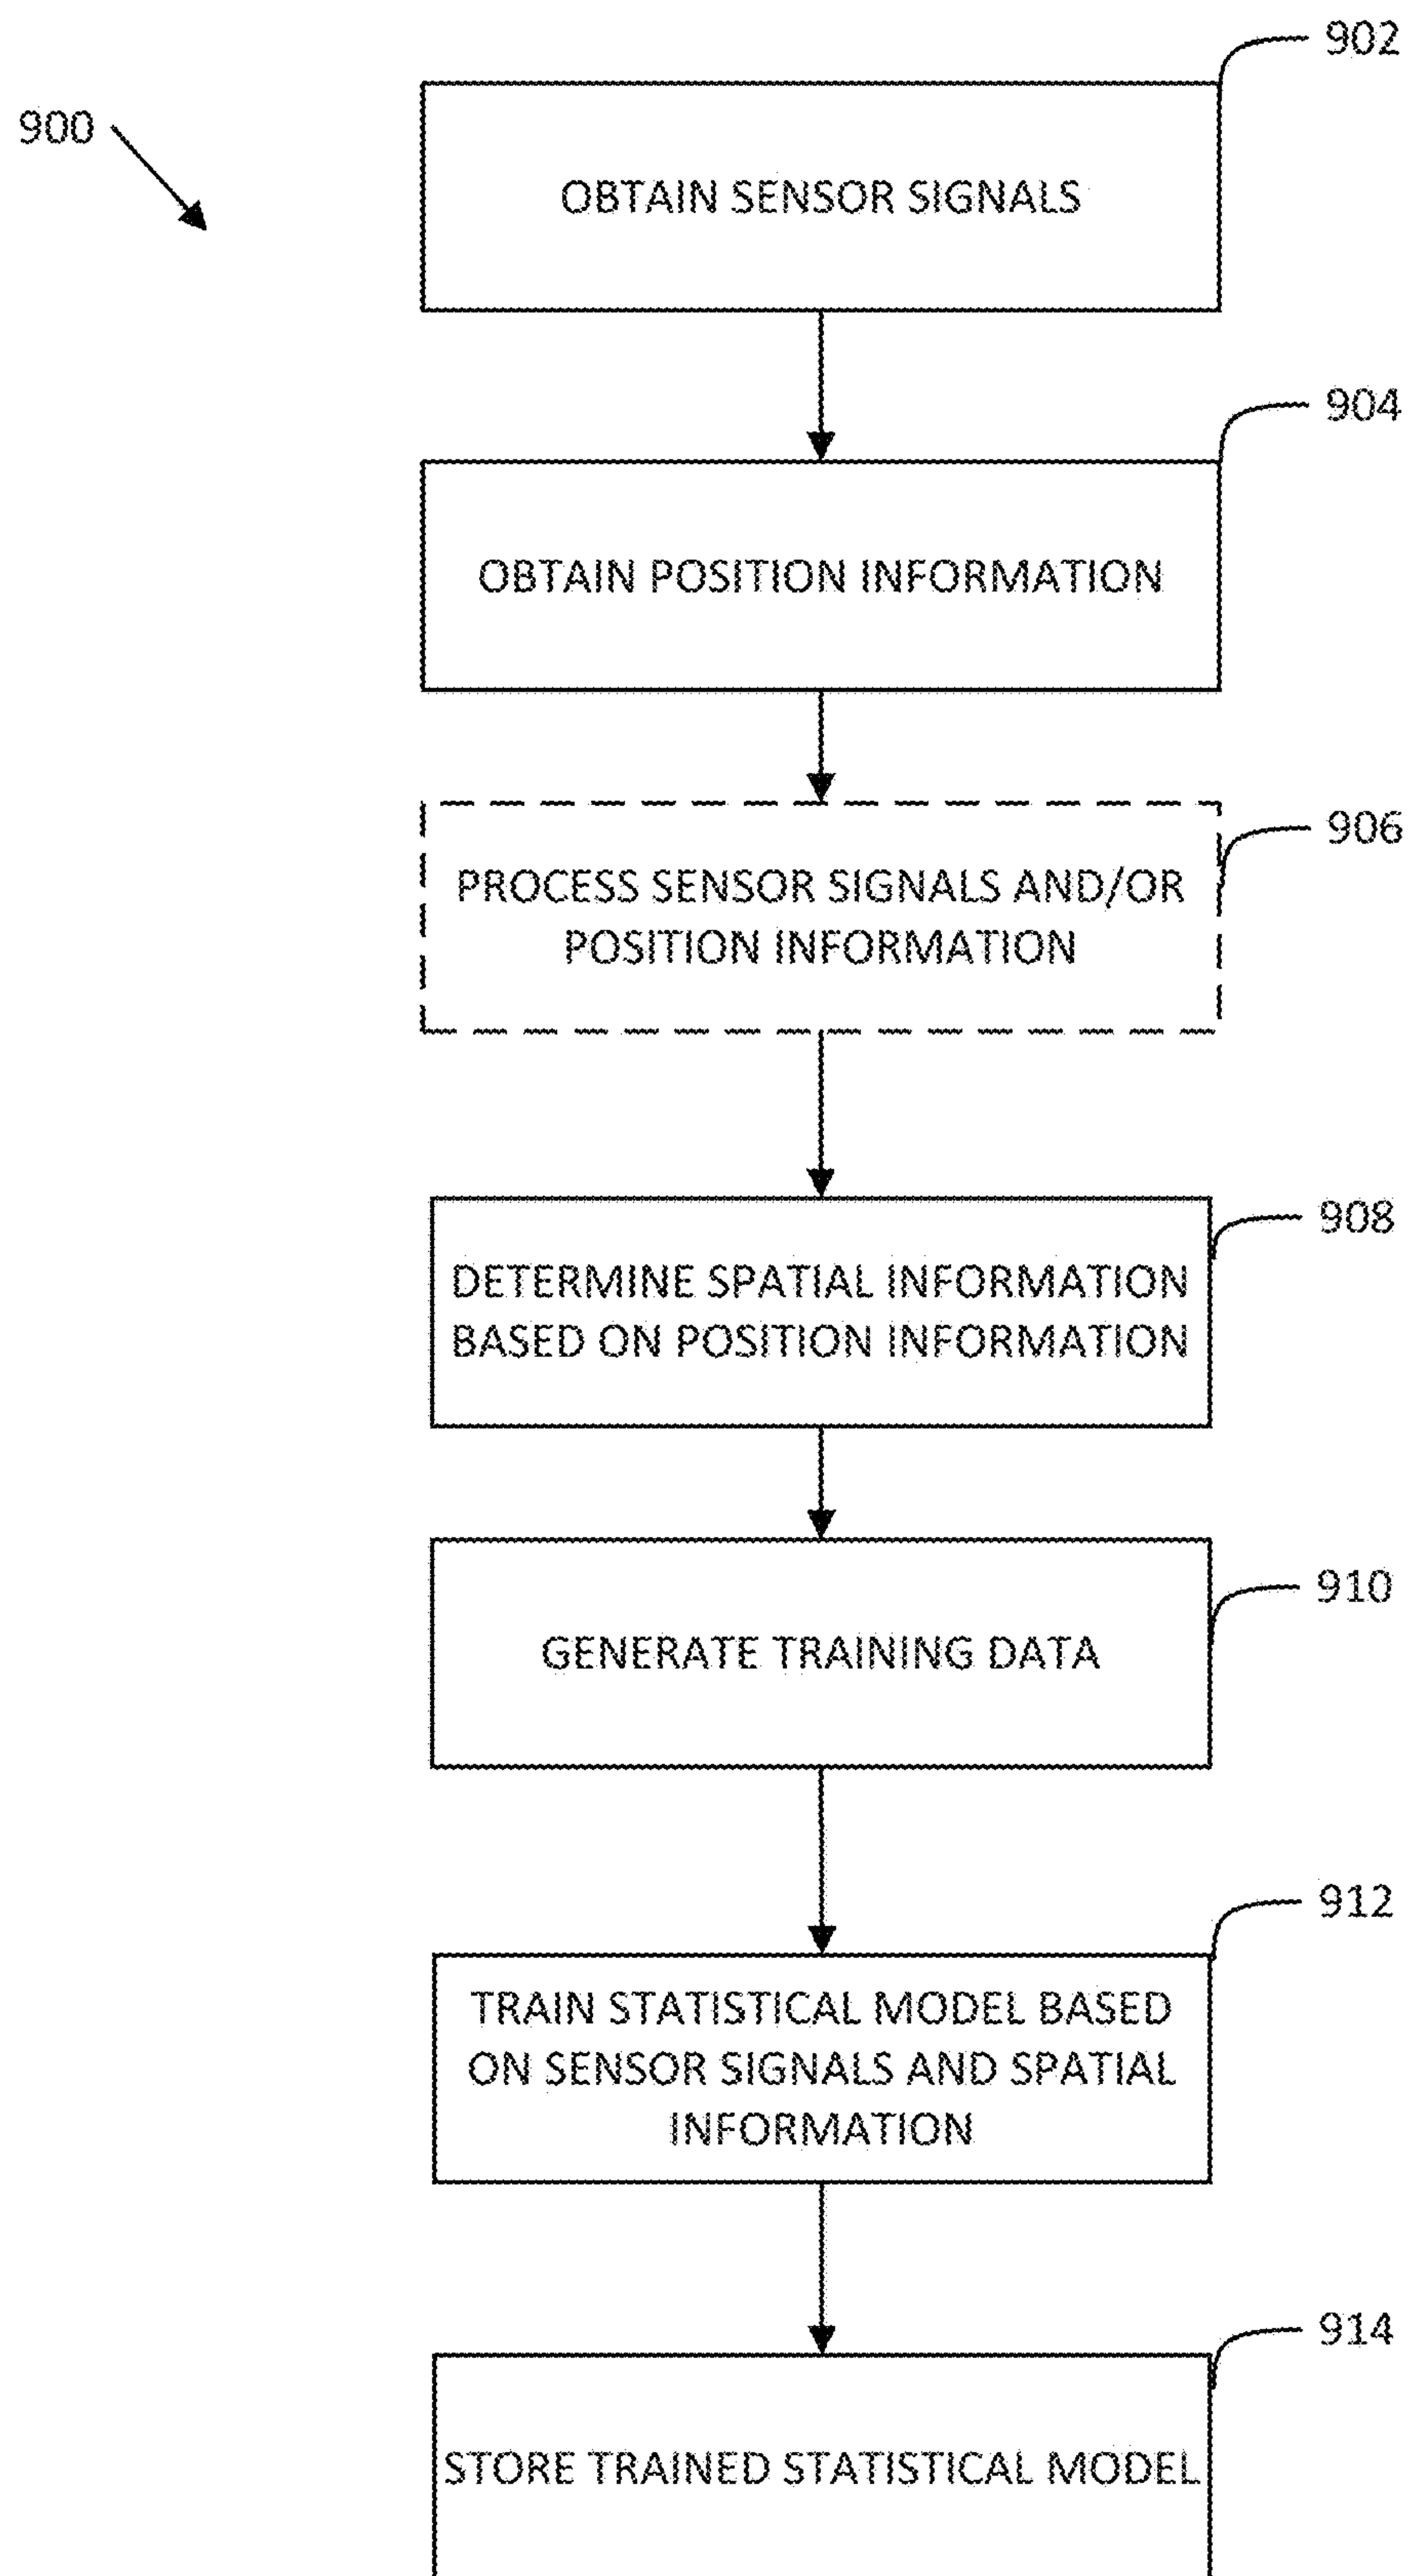 902
900
OBTAIN SENSOR SIGNALS
904
OBTAIN POSITION INFORMATION
906
PROCESS SENSOR SIGNALS AND/OR
POSITION INFORMATION
908
DETERMINE SPATIAL INFORMATION
BASED ON POSITION INFORMATION
910
GENERATE TRAINING DATA
912
TRAIN STATISTICAL MODEL BASED
ON SENSOR SIGNALS AND SPATIAL
INFORMATION
914
STORE TRAINED STATISTICAL MODEL